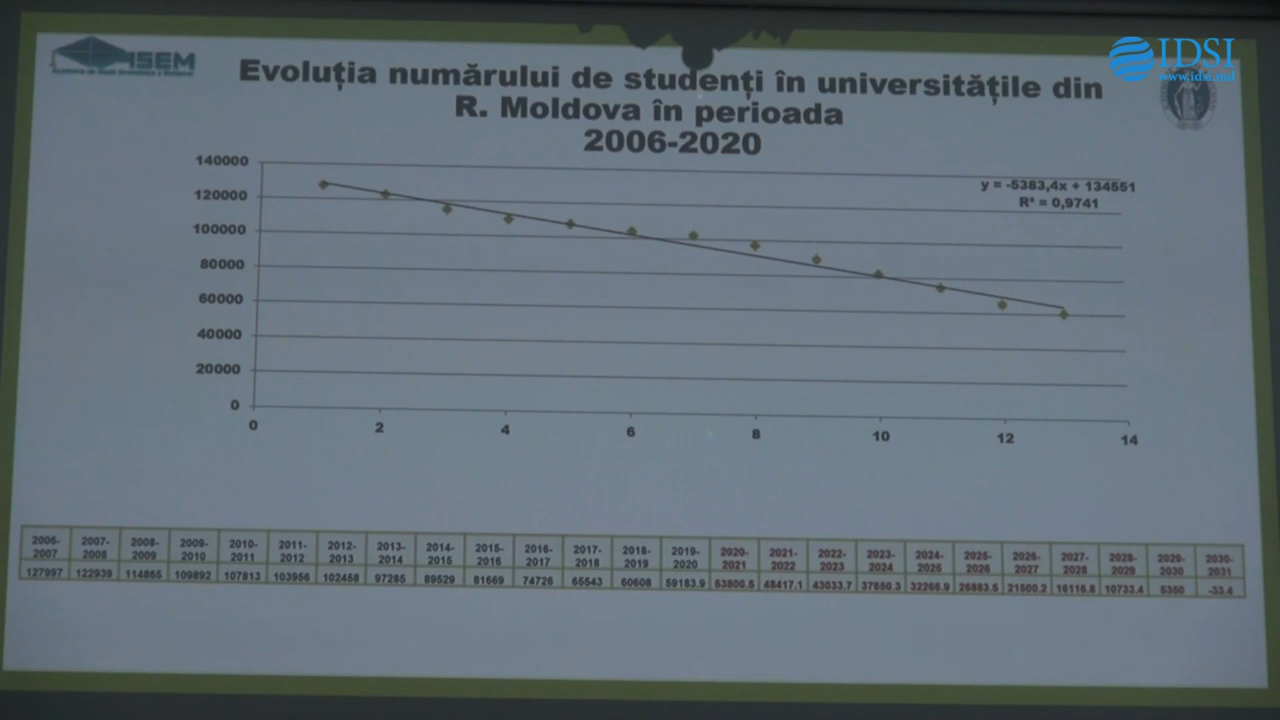 ASEM
Academia de Studii Economice a Moldovei
IDSI
www.idsi.md
Evoluția numărului de studenți în universitățile din
R. Moldova în perioada
2006-2020
y = -5383,4x + 134551
R² = 0,9741
140000
120000
100000
80000
60000
40000
20000
0
0 2 4 6 8 10 12 14
2006-2007 2007-2008 2008-2009 2009-2010 2010-2011 2011-2012 2012-2013 2013-2014 2014-2015 2015-2016 2016-2017 2017-2018 2018-2019 2019-2020 2020-2021 2021-2022 2022-2023 2023-2024 2024-2025 2025-2026 2026-2027 2027-2028 2028-2029 2029-2030 2030-2031
127997 122939 114865 109892 107813 103956 102458 97285 89529 81669 74726 65543 60608 59183.9 53800.5 48417.1 43033.7 37650.3 32266.9 26883.5 21500.2 16116.8 10733.4 5350 -33.4